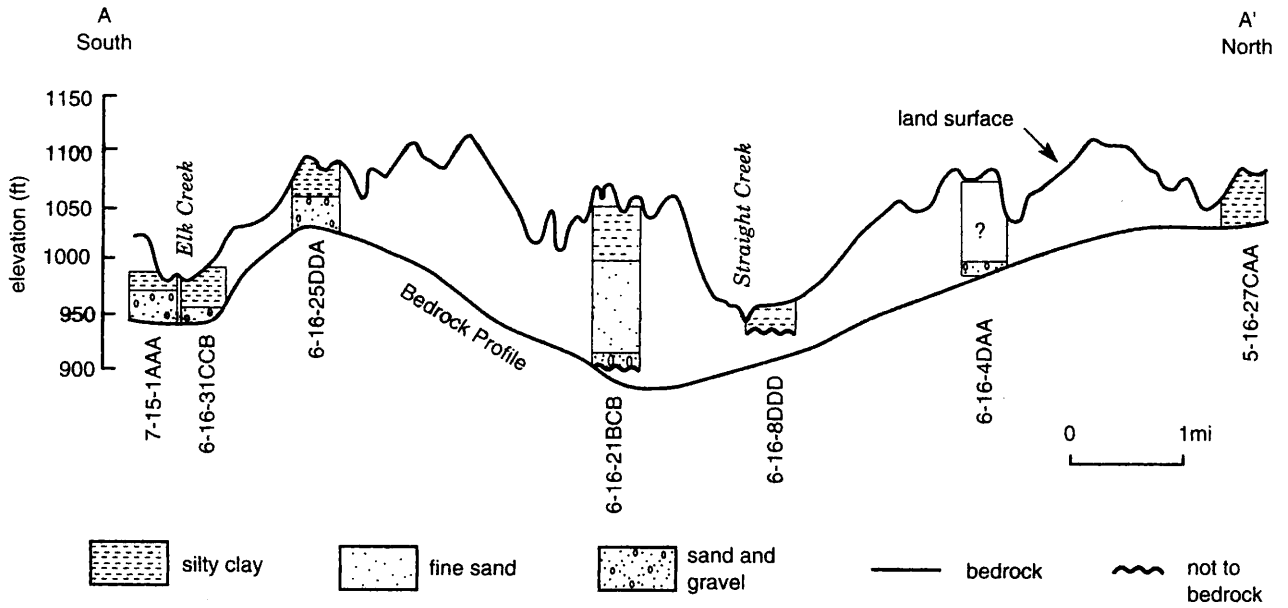 A
South
A'
North
1150
1100
1050
1000
950
900
elevation (ft)
Elk Creek
Straight Creek
land surface
Bedrock Profile
?
7-15-1AAA
6-16-31CCB
6-16-25DDA
6-16-21BCB
6-16-8DDD
6-16-4DAA
5-16-27CAA
0 1mi
silty clay
fine sand
sand and
gravel
bedrock
not to
bedrock